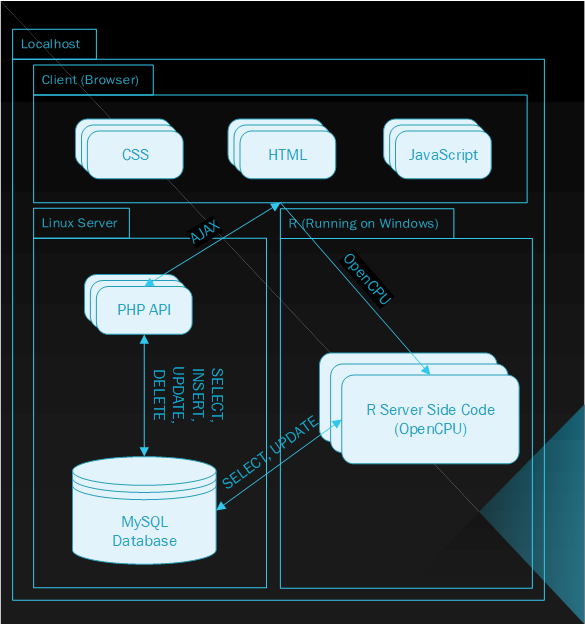 Localhost
Client (Browser)
CSS
HTML
JavaScript
Linux Server
AJAX
R (Running on Windows)
OpenCPU
PHP API
SELECT,
INSERT,
UPDATE,
DELETE
R Server Side Code
(OpenCPU)
SELECT, UPDATE
MySQL
Database